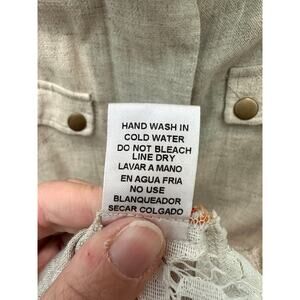 HAND WASH IN
COLD WATER
DO NOT BLEACH
LINE DRY
LAVAR A MANO
EN AGUA FRIA
NO USE
BLANQUEADOR
SECAR COLGADO